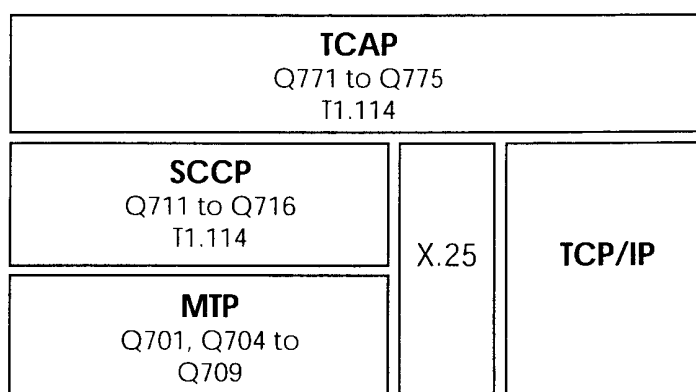 TCAP
Q771 to Q775
T1.114
SCCP
Q711 to Q716
T1.114
X.25
TCP/IP
MTP
Q701, Q704 to
Q709